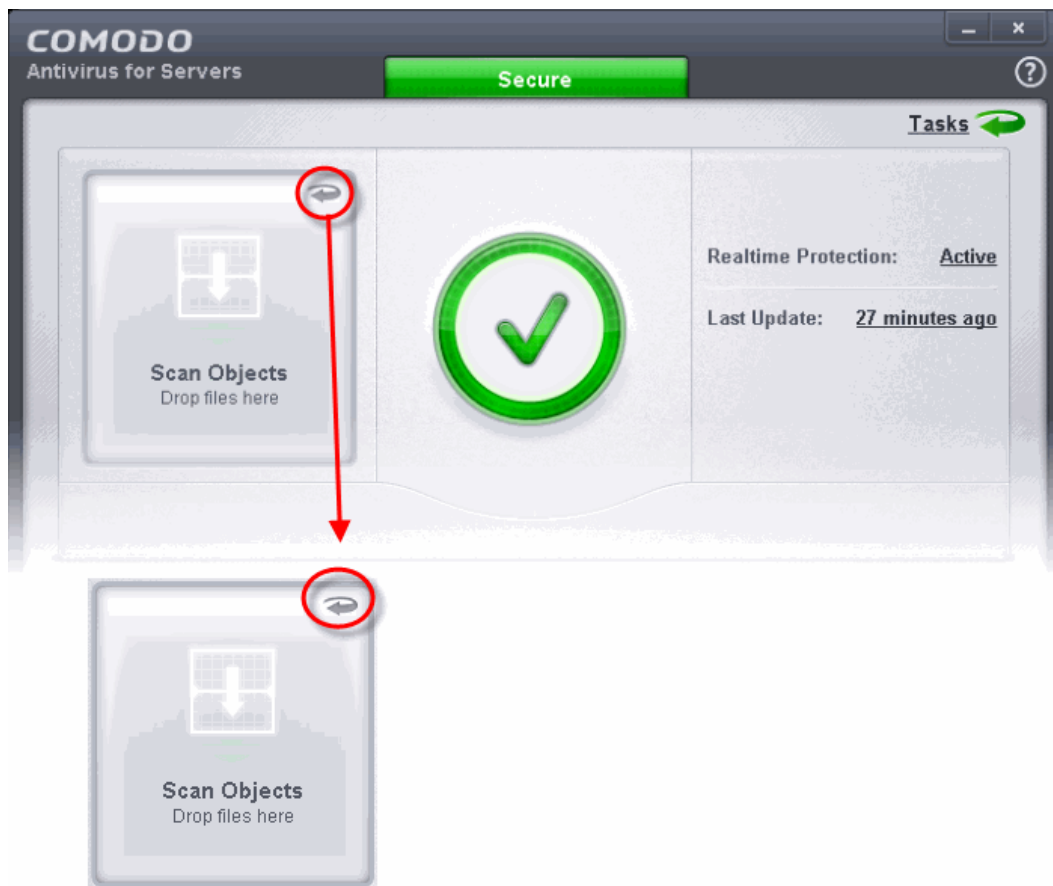 COMODO
Antivirus for Servers
Secure
Tasks
Scan Objects
Drop files here
Realtime Protection: Active
Last Update: 27 minutes ago
Scan Objects
Drop files here